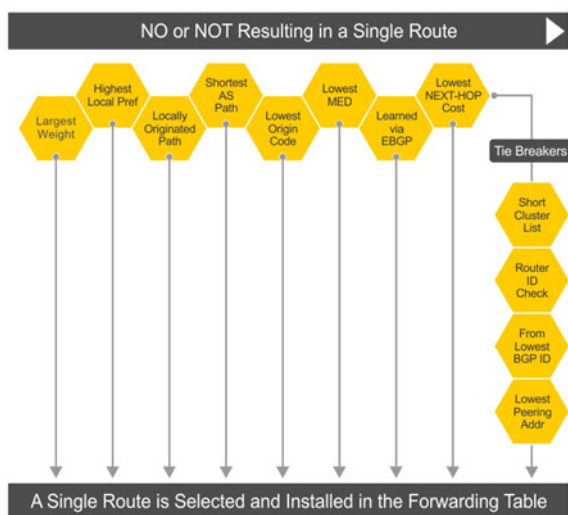 NO or NOT Resulting in a Single Route
Largest
Weight
Highest
Local Pref
Locally
Originated
Path
Shortest
AS
Path
Lowest
Origin
Code
Lowest
MED
Learned
via
EBGP
Lowest
NEXT-HOP
Cost
Tie Breakers
Short
Cluster
List
Router
ID
Check
From
Lowest
BGP ID
Lowest
Peering
Addr
A Single Route is Selected and Installed in the Forwarding Table